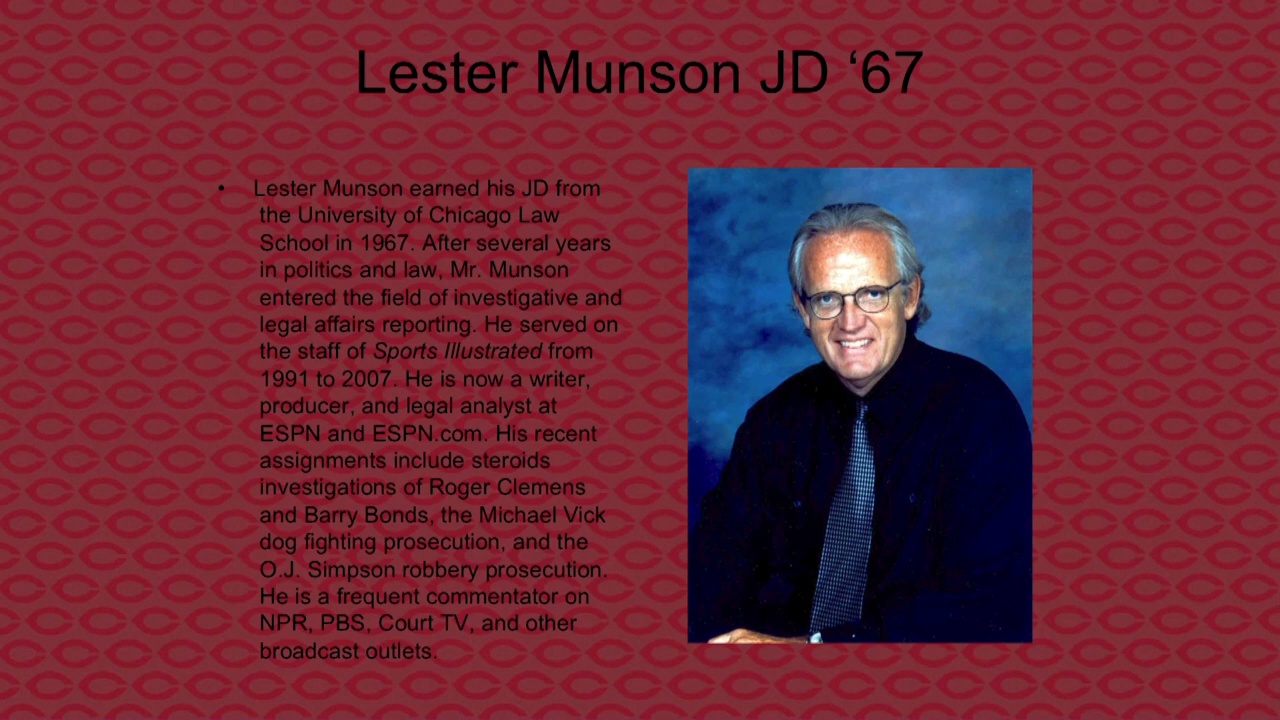 Lester Munson JD ‘67
• Lester Munson earned his JD from
the University of Chicago Law
School in 1967. After several years
in politics and law, Mr. Munson
entered the field of investigative and
legal affairs reporting. He served on
the staff of Sports Illustrated from
1991 to 2007. He is now a writer,
producer, and legal analyst at
ESPN and ESPN.com. His recent
assignments include steroids
investigations of Roger Clemens
and Barry Bonds, the Michael Vick
dog fighting prosecution, and the
O.J. Simpson robbery prosecution.
He is a frequent commentator on
NPR, PBS, Court TV, and other
broadcast outlets.